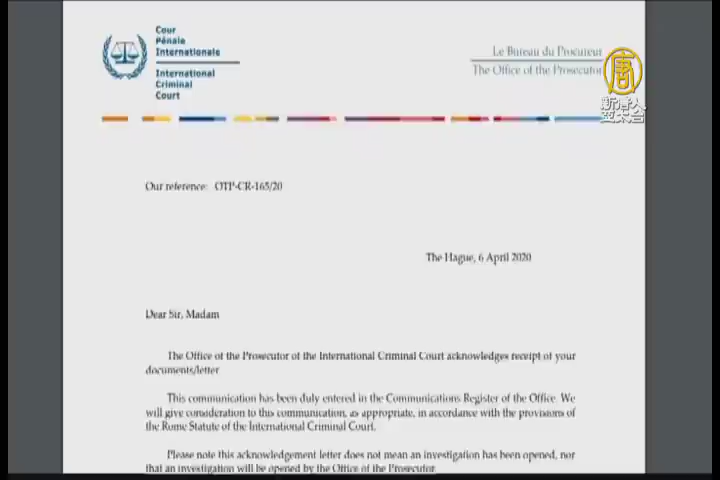 Cour
Pénale
Internationale
International
Criminal
Court
Le Bureau du Procureur
The Office of the Prosecutor
唐
新唐人
亞太台
Our reference: OTP-CR-165/20
The Hague, 6 April 2020
Dear Sir, Madam
The Office of the Prosecutor of the International Criminal Court acknowledges receipt of your
documents/letter
This communication has been duly entered in the Communications Register of the Office. We
will give consideration to this communication, as appropriate, in accordance with the provisions of
the Rome Statute of the International Criminal Court.
Please note this acknowledgement letter does not mean an investigation has been opened, nor
that an investigation will be opened by the Office of the Prosecutor.